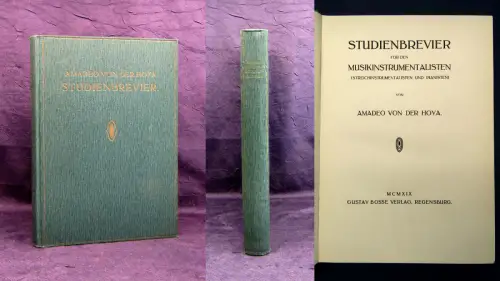 AMADEO VON DER HOYA
STUDIENBREVIER
STUDIENBREVIER
FÜR DEN
MUSIKINSTRUMENTALISTEN
(STREICHINSTRUMENTALISTEN UND PIANISTEN)
VON
AMADEO VON DER HOYA
MCMXIX
GUSTAV BOSSE VERLAG, REGENSBURG.